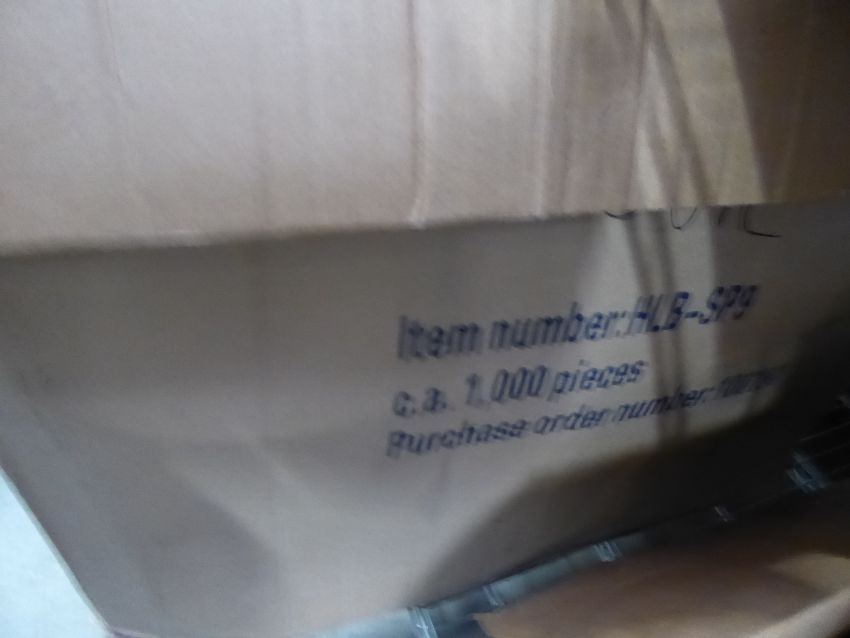 Item number: HLB-SP9
c.a. 1,000 pieces
Purchase order number: